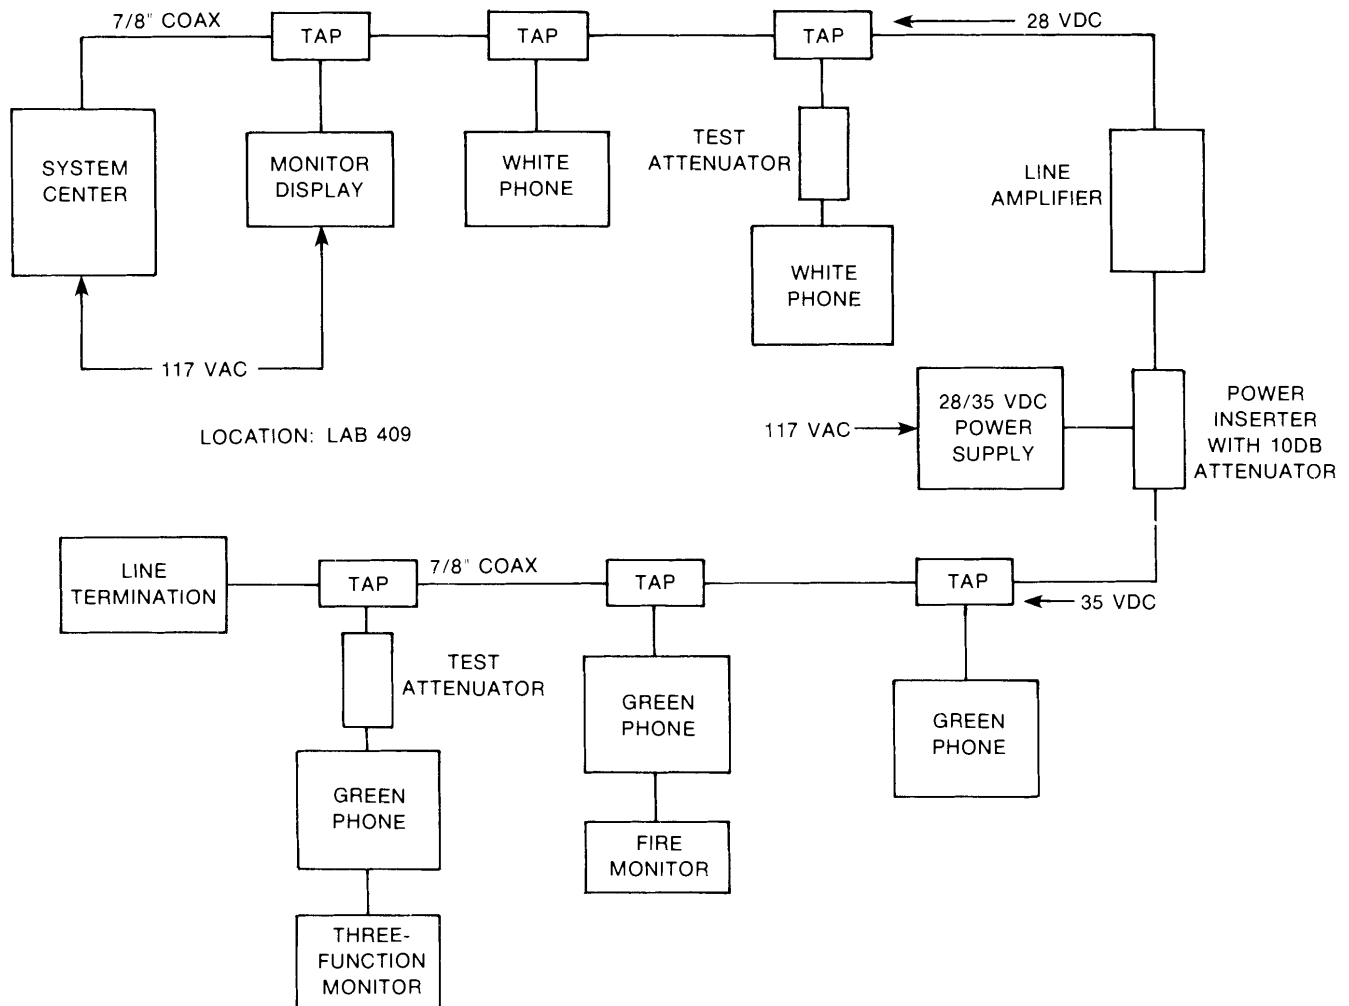 7/8" COAX
TAP
TAP
TAP
28 VDC
SYSTEM
CENTER
MONITOR
DISPLAY
WHITE
PHONE
TEST
ATTENUATOR
LINE
AMPLIFIER
WHITE
PHONE
117 VAC
LOCATION: LAB 409
117 VAC
28/35 VDC
POWER
SUPPLY
POWER
INSERTER
WITH 10DB
ATTENUATOR
LINE
TERMINATION
TAP
7/8" COAX
TAP
TAP
35 VDC
TEST
ATTENUATOR
GREEN
PHONE
GREEN
PHONE
GREEN
PHONE
FIRE
MONITOR
THREE-
FUNCTION
MONITOR